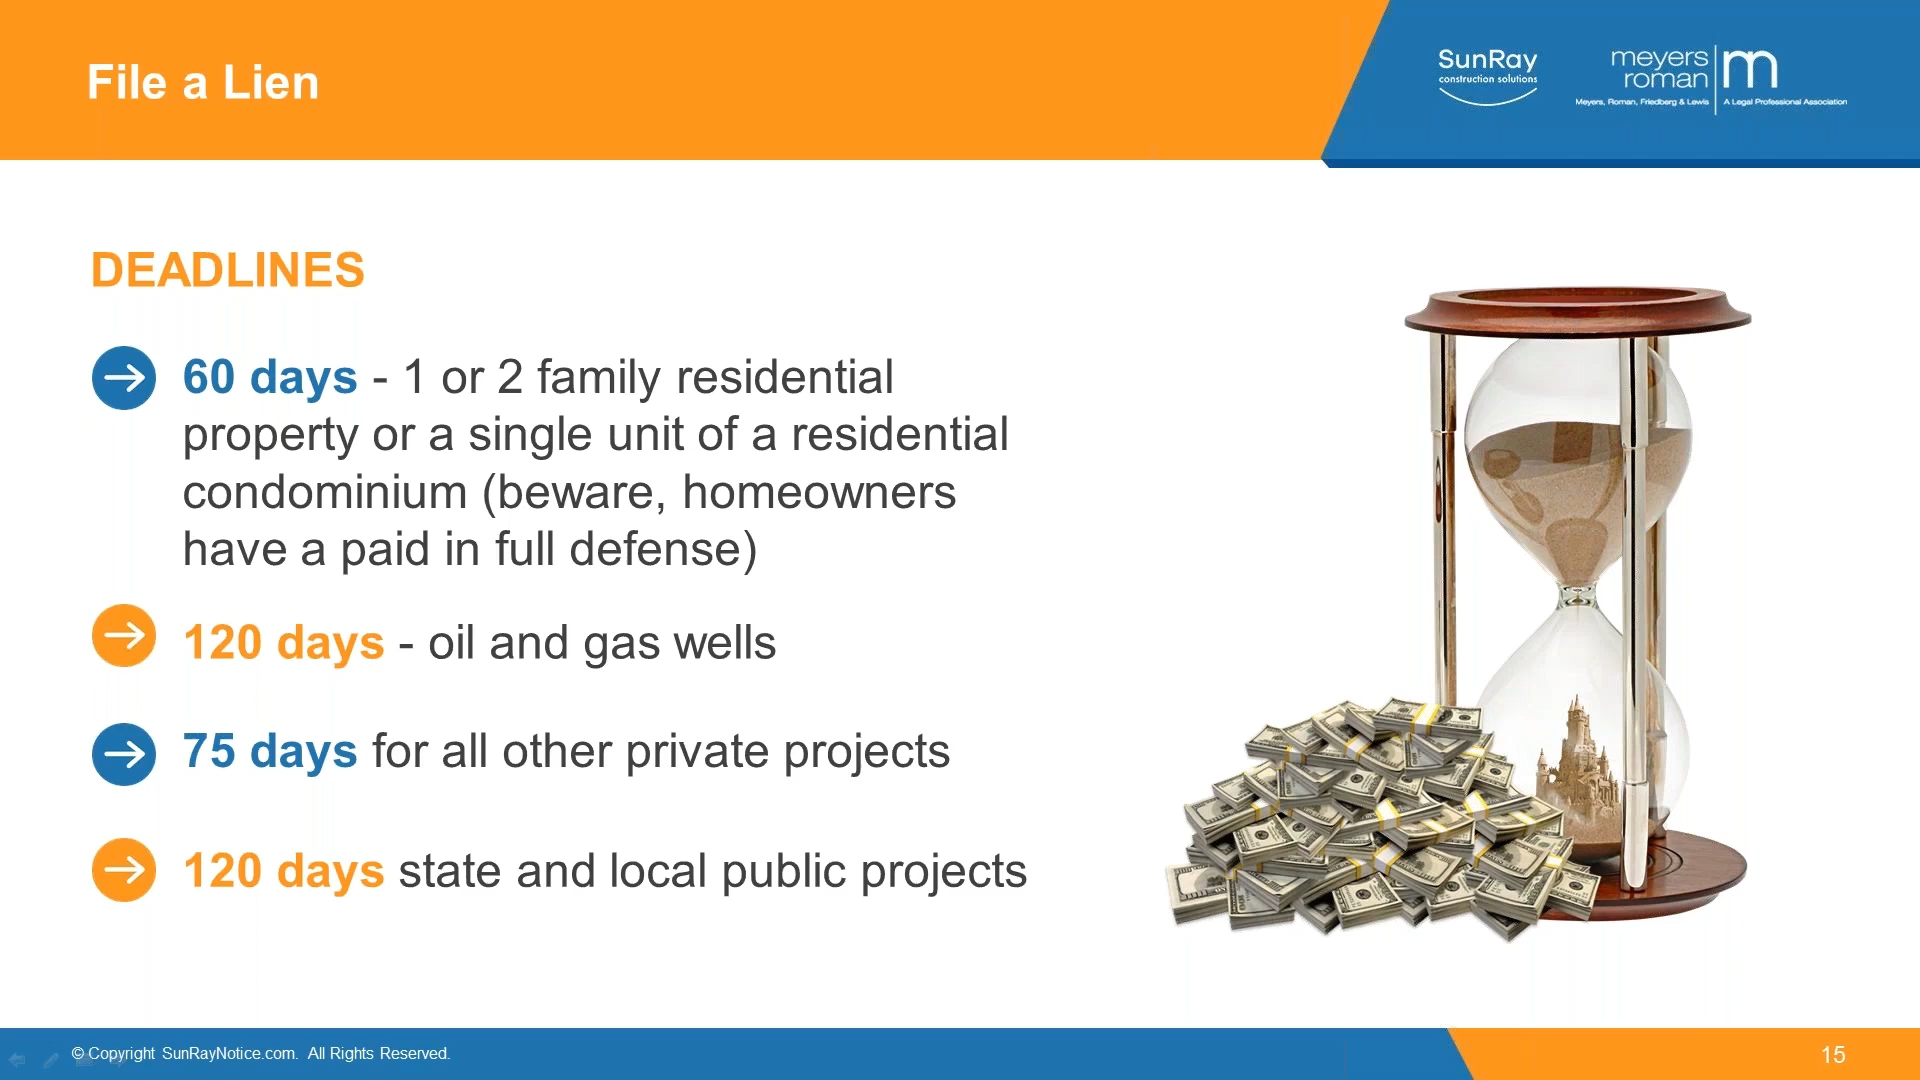 File a Lien
SunRay
construction solutions
meyers
roman
m
Meyers, Roman, Friedberg & Lewis
A Legal Professional Association
DEADLINES
60 days - 1 or 2 family residential
property or a single unit of a residential
condominium (beware, homeowners
have a paid in full defense)
120 days - oil and gas wells
75 days for all other private projects
120 days state and local public projects
© Copyright SunRayNotice.com. All Rights Reserved.
15